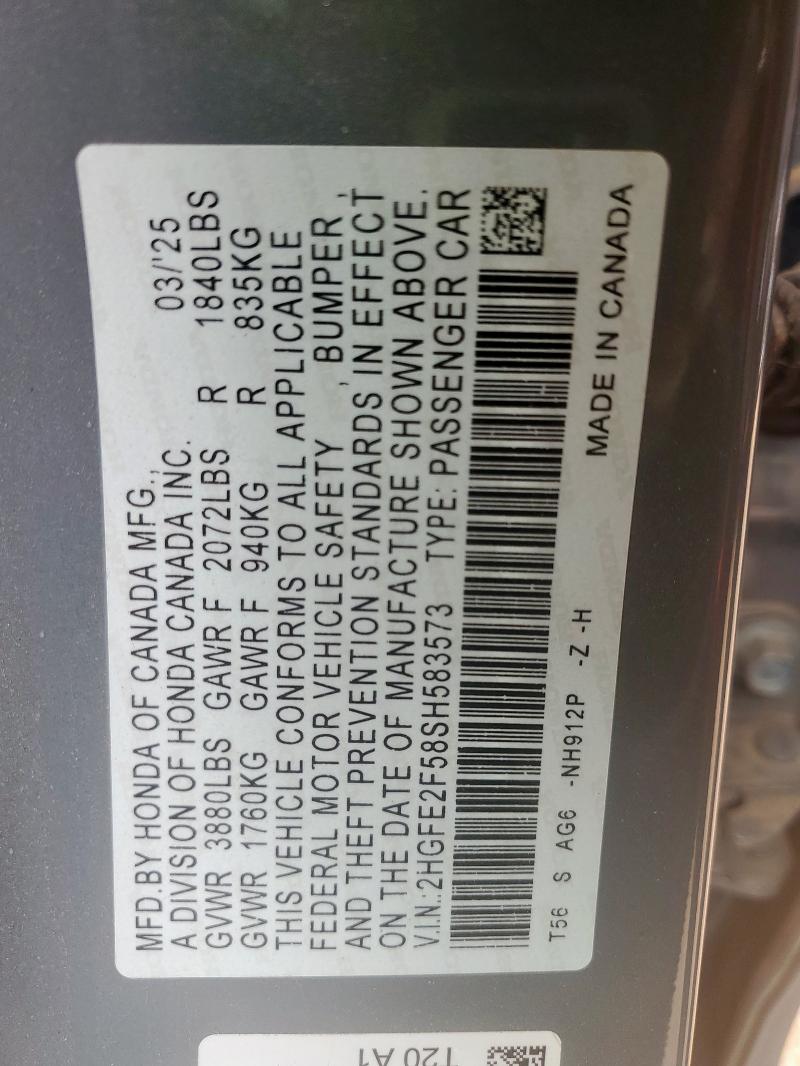 MFD.BY HONDA OF CANADA MFG., 03/'25
A DIVISION OF HONDA CANADA INC.
GVWR 3880LBS GAWR F 2072LBS R 1840LBS
GVWR 1760KG GAWR F 940KG R 835KG
THIS VEHICLE CONFORMS TO ALL APPLICABLE
FEDERAL MOTOR VEHICLE SAFETY , BUMPER ,
AND THEFT PREVENTION STANDARDS IN EFFECT
ON THE DATE OF MANUFACTURE SHOWN ABOVE.
V.I.N.:2HGFE2F58SH583573 TYPE: PASSENGER CAR
T56 S AG6 -NH912P -Z -H
MADE IN CANADA
T20 A1